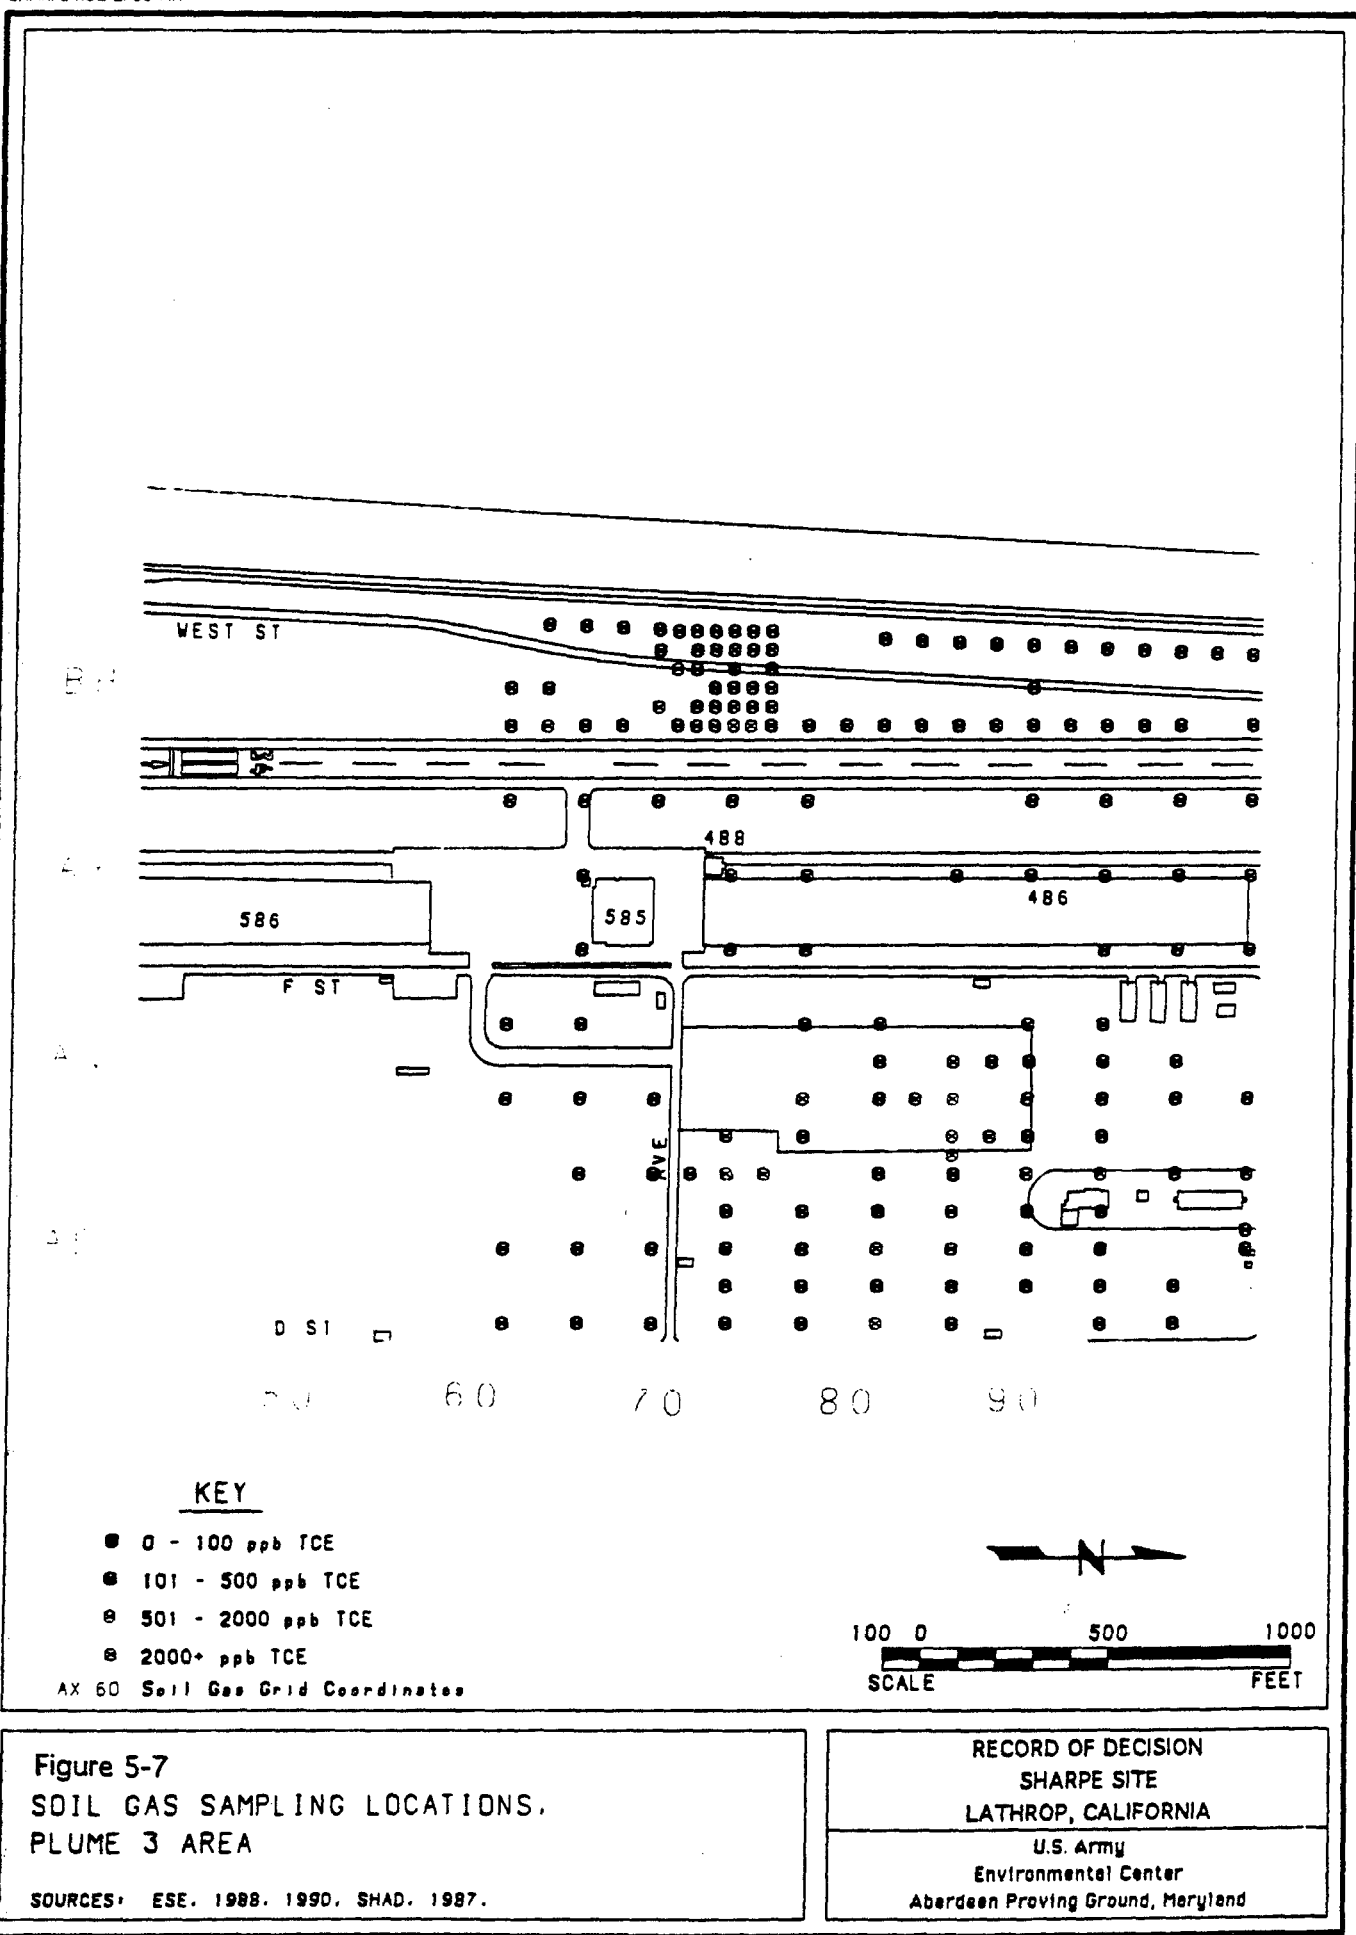 WEST ST
488
486
586
585
F ST
AVE
D ST
60
70
80
90
KEY
0 - 100 ppb TCE
101 - 500 ppb TCE
501 - 2000 ppb TCE
2000+ ppb TCE
AX 60 Soil Gas Grid Coordinates
N
100 0 500 1000
SCALE FEET
Figure 5-7
SOIL GAS SAMPLING LOCATIONS,
PLUME 3 AREA
SOURCES: ESE, 1988, 1990, SHAD, 1987.
RECORD OF DECISION
SHARPE SITE
LATHROP, CALIFORNIA
U.S. Army
Environmental Center
Aberdeen Proving Ground, Maryland